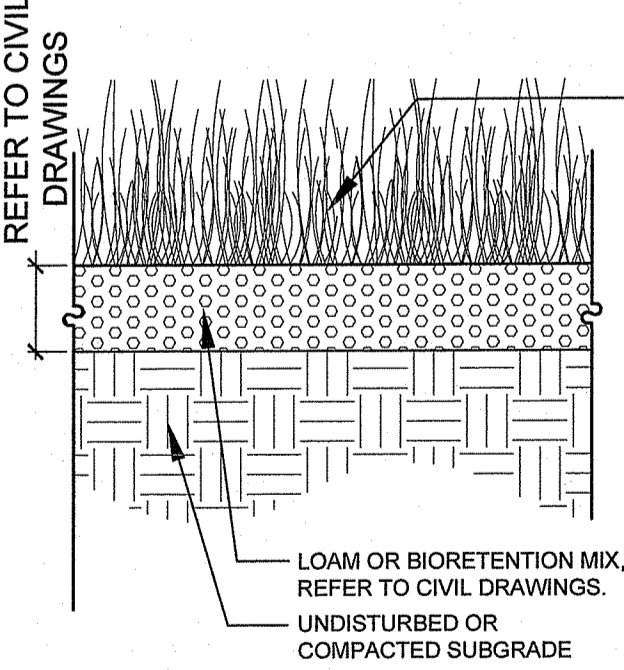 REFER TO CIVIL
DRAWINGS
LOAM OR BIORETENTION MIX,
REFER TO CIVIL DRAWINGS.
UNDISTURBED OR
COMPACTED SUBGRADE